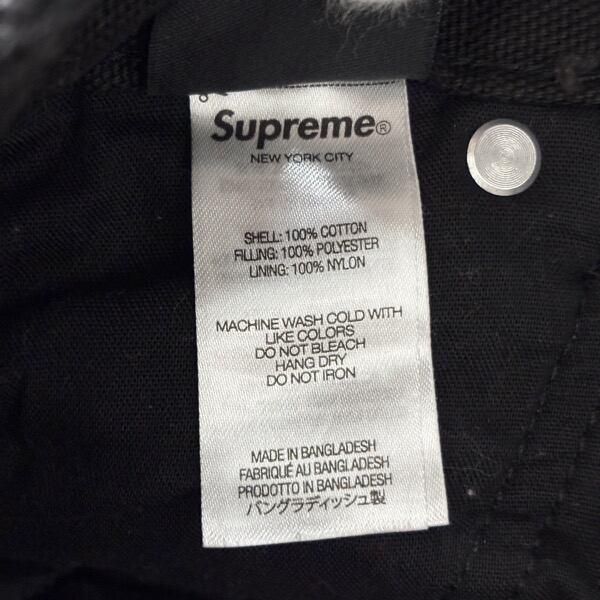 Supreme®
NEW YORK CITY
SHELL: 100% COTTON
FILLING: 100% POLYESTER
LINING: 100% NYLON
MACHINE WASH COLD WITH
LIKE COLORS
DO NOT BLEACH
HANG DRY
DO NOT IRON
MADE IN BANGLADESH
FABRIQUÉ AU BANGLADESH
PRODOTTO IN BANGLADESH
バングラディッシュ製